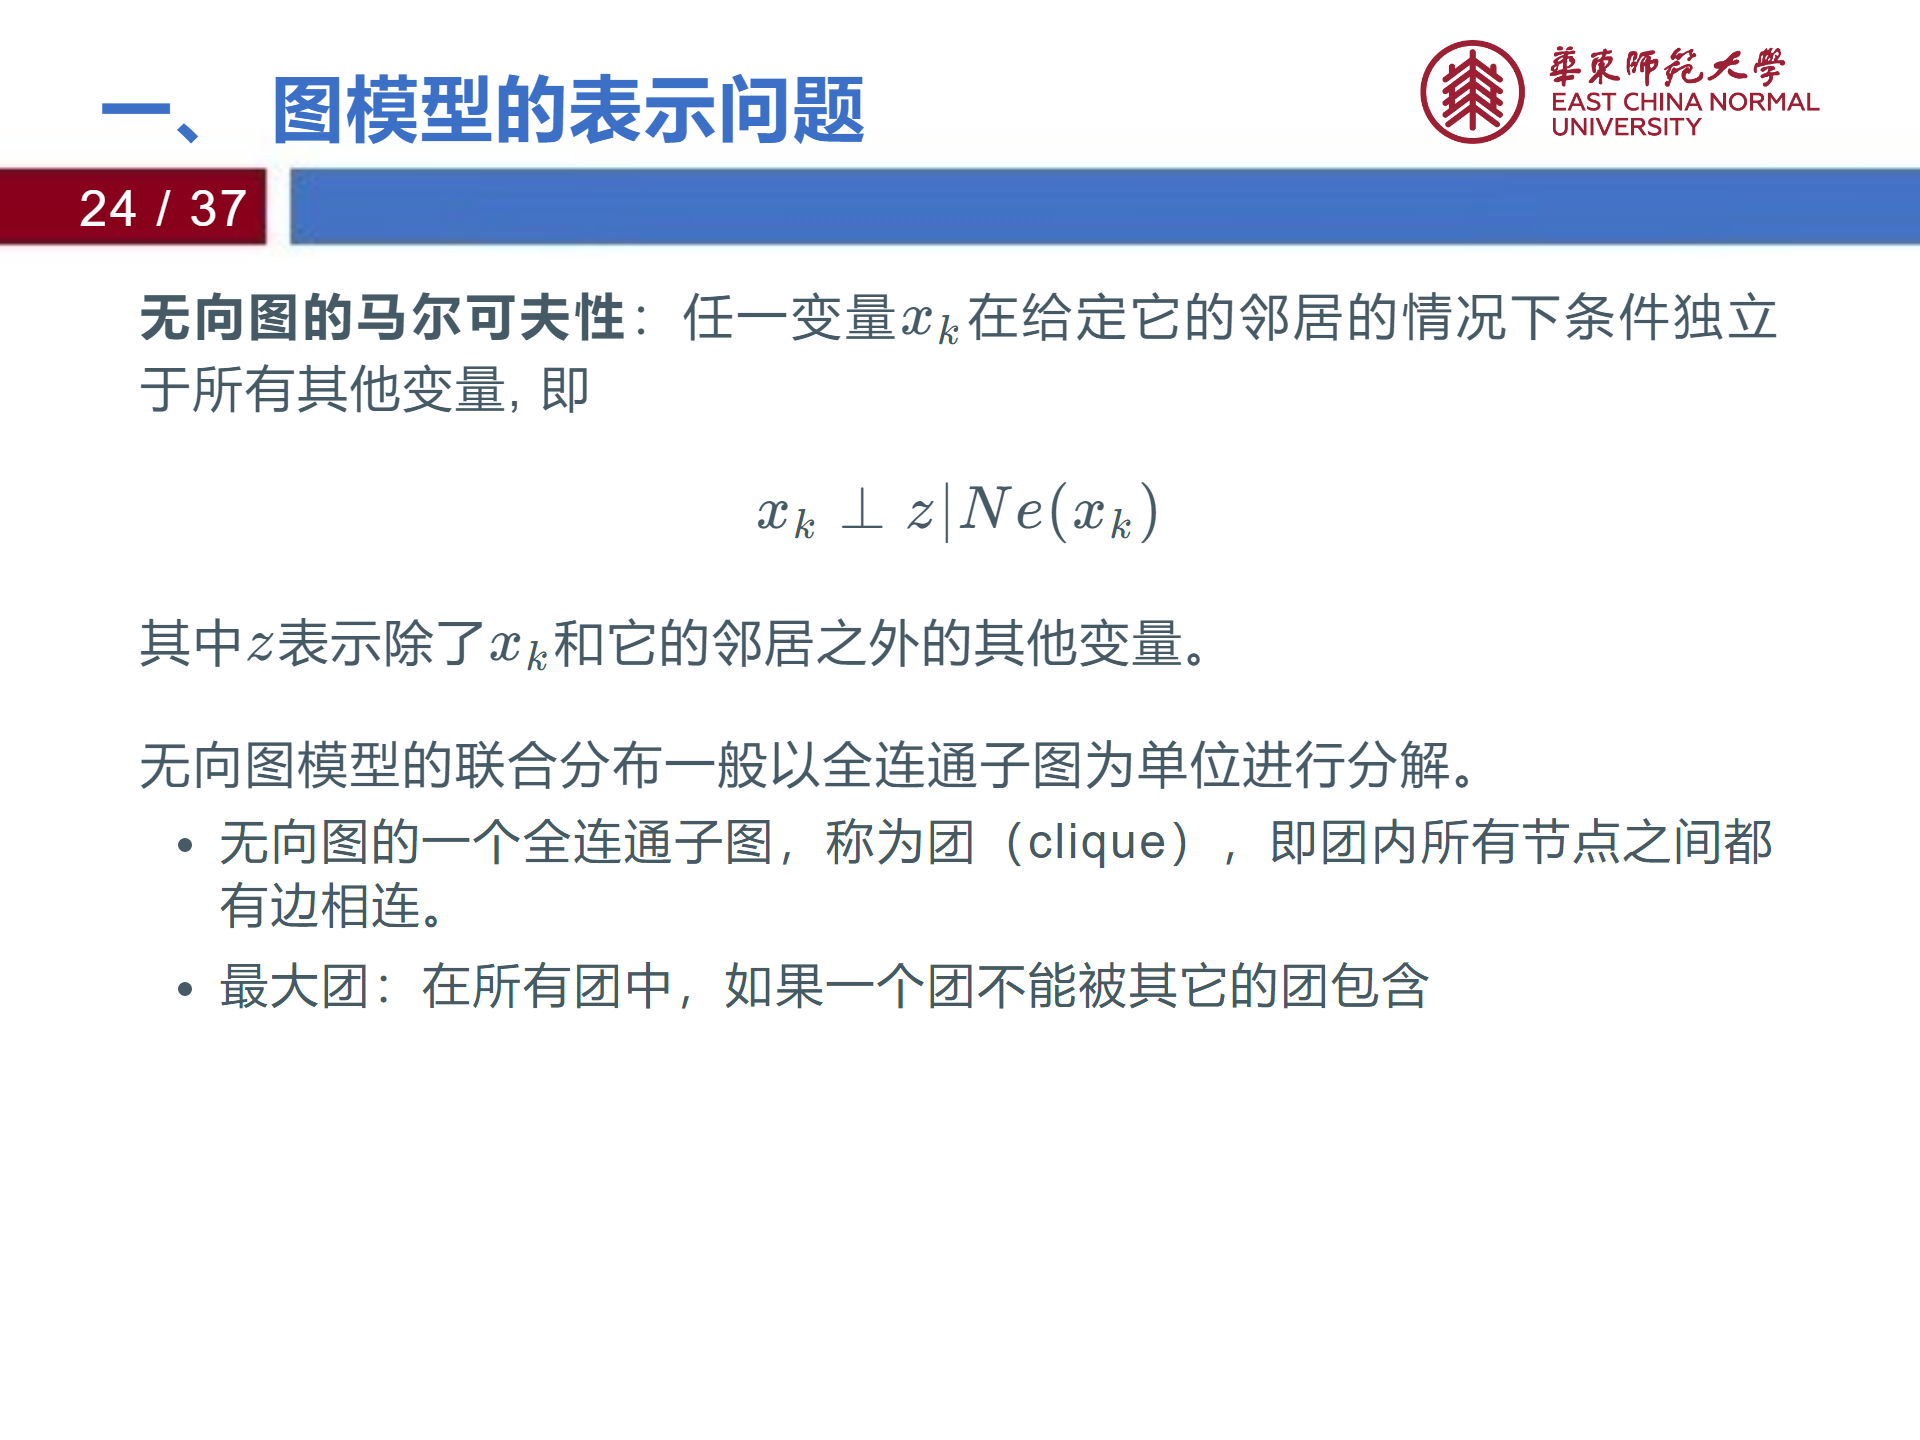 一、 图模型的表示问题
華東师范大學
EAST CHINA NORMAL
UNIVERSITY
24 / 37
无向图的马尔可夫性：任一变量xₖ在给定它的邻居的情况下条件独立
于所有其他变量, 即
xₖ ⊥ z|Ne(xₖ)
其中z表示除了xₖ和它的邻居之外的其他变量。
无向图模型的联合分布一般以全连通子图为单位进行分解。
• 无向图的一个全连通子图，称为团（clique），即团内所有节点之间都
有边相连。
• 最大团：在所有团中，如果一个团不能被其它的团包含